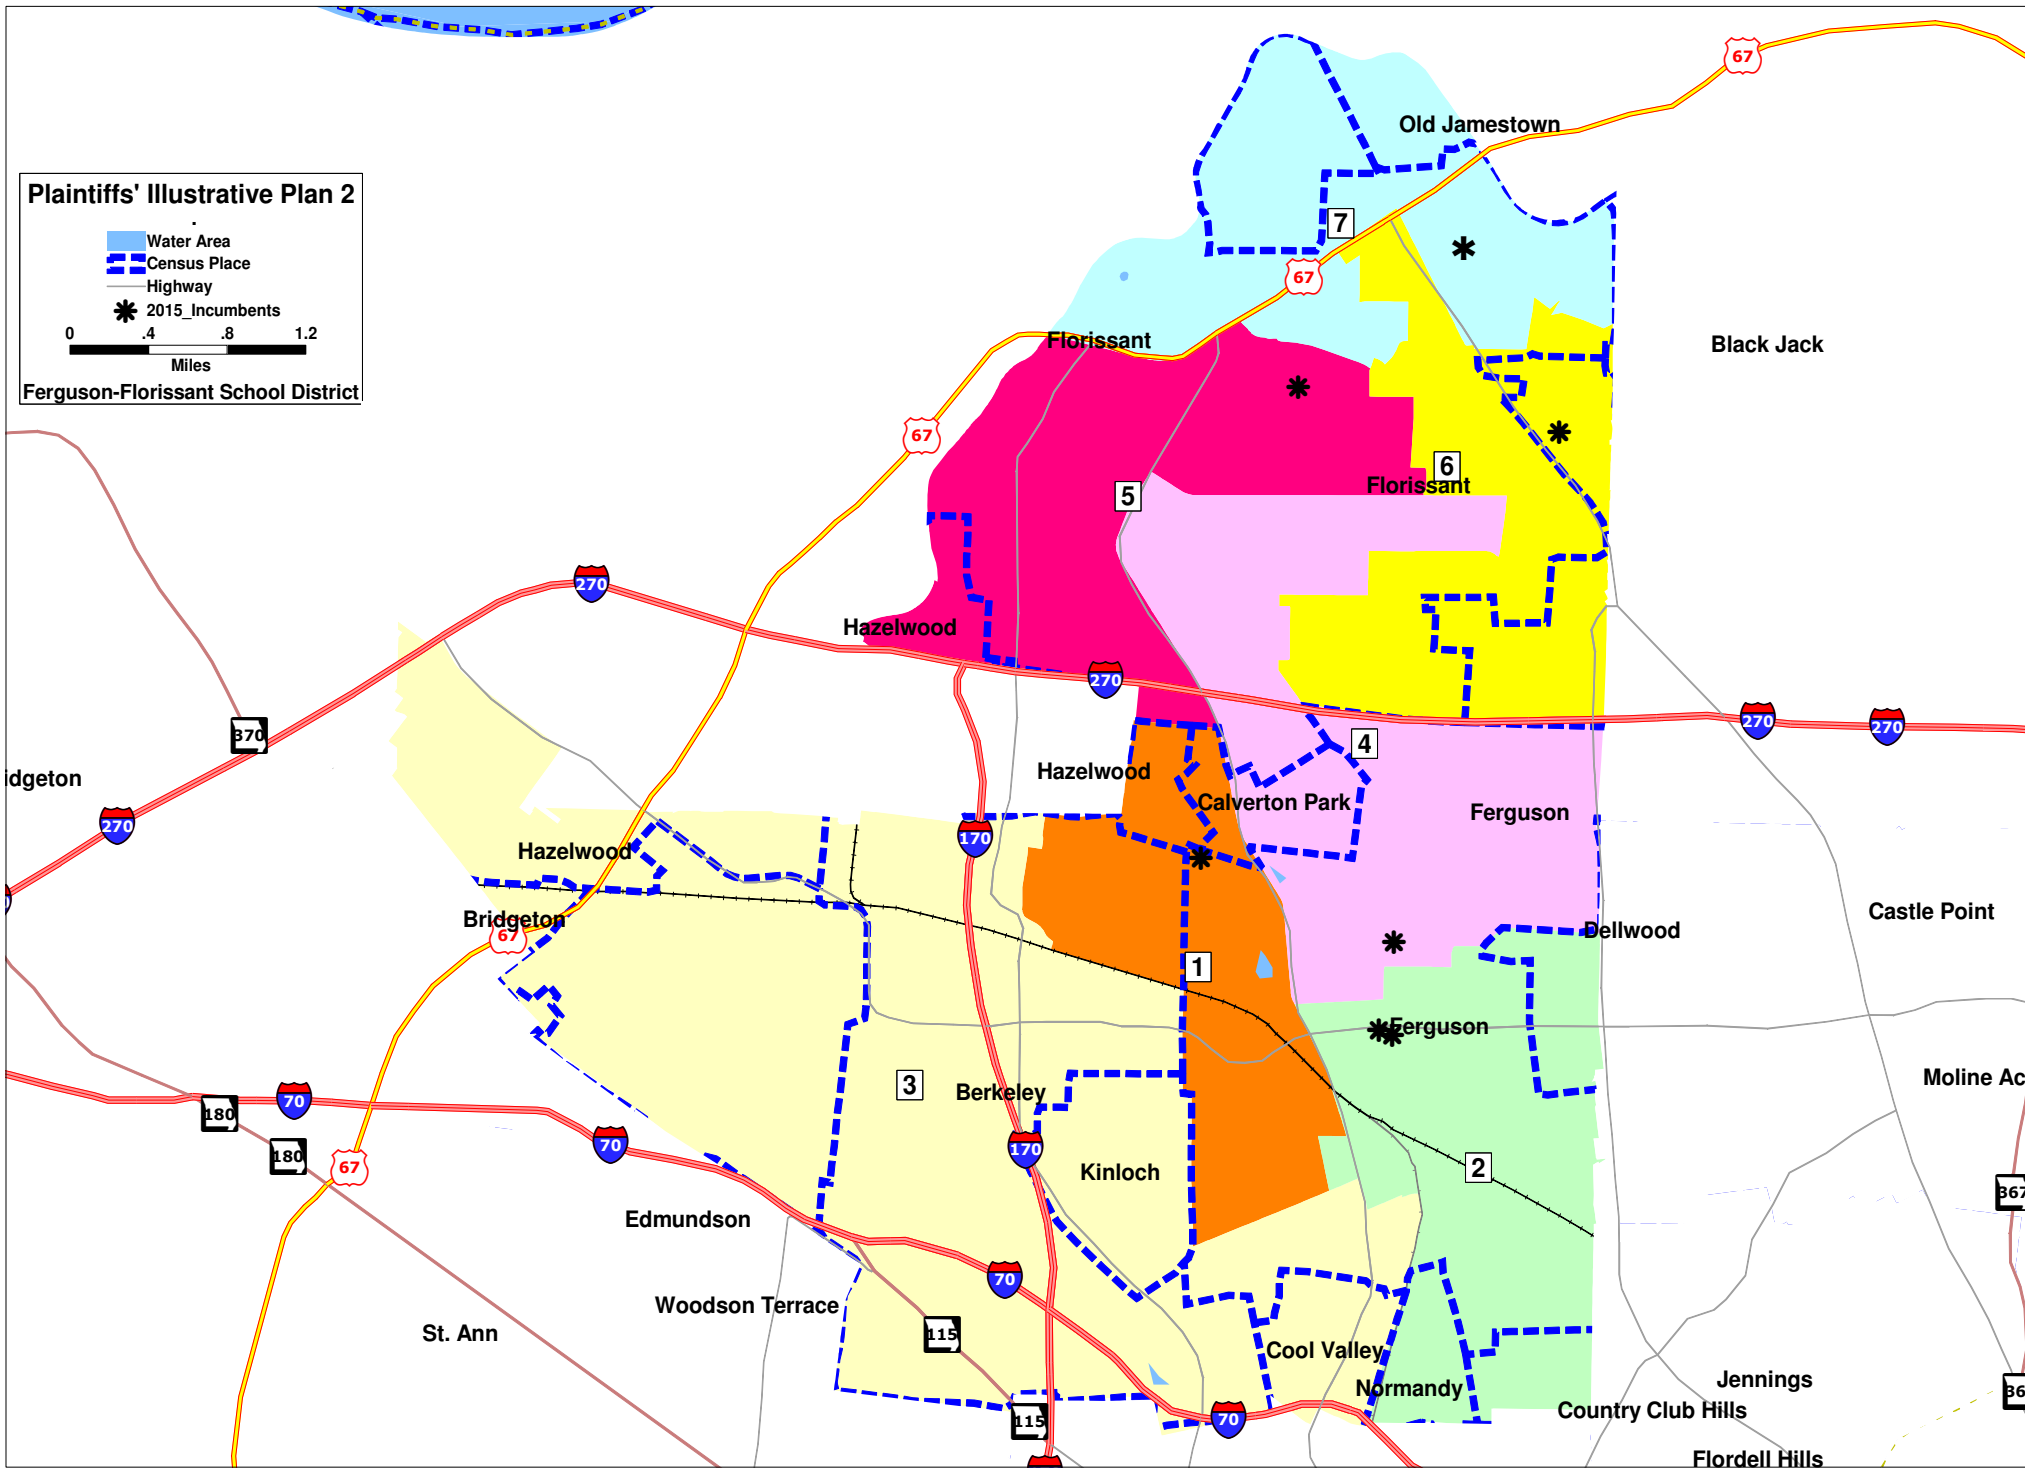 67
Old Jamestown
Plaintiffs' Illustrative Plan 2
.
Water Area
Census Place
Highway
2015_Incumbents
0 .4 .8 1.2
Miles
Ferguson-Florissant School District
7
67
Florissant
Black Jack
67
6
Florissant
5
270
Hazelwood
270
370
270
270
4
idgeton
Hazelwood
Calverton Park
Ferguson
270
170
Hazelwood
Bridgeton
67
Castle Point
Dellwood
1
Ferguson
Moline Ac
3
Berkeley
70
180
70
170
180
67
Kinloch
2
367
Edmundson
70
Woodson Terrace
St. Ann
115
Cool Valley
Normandy
Jennings
36
Country Club Hills
115
70
Flordell Hills